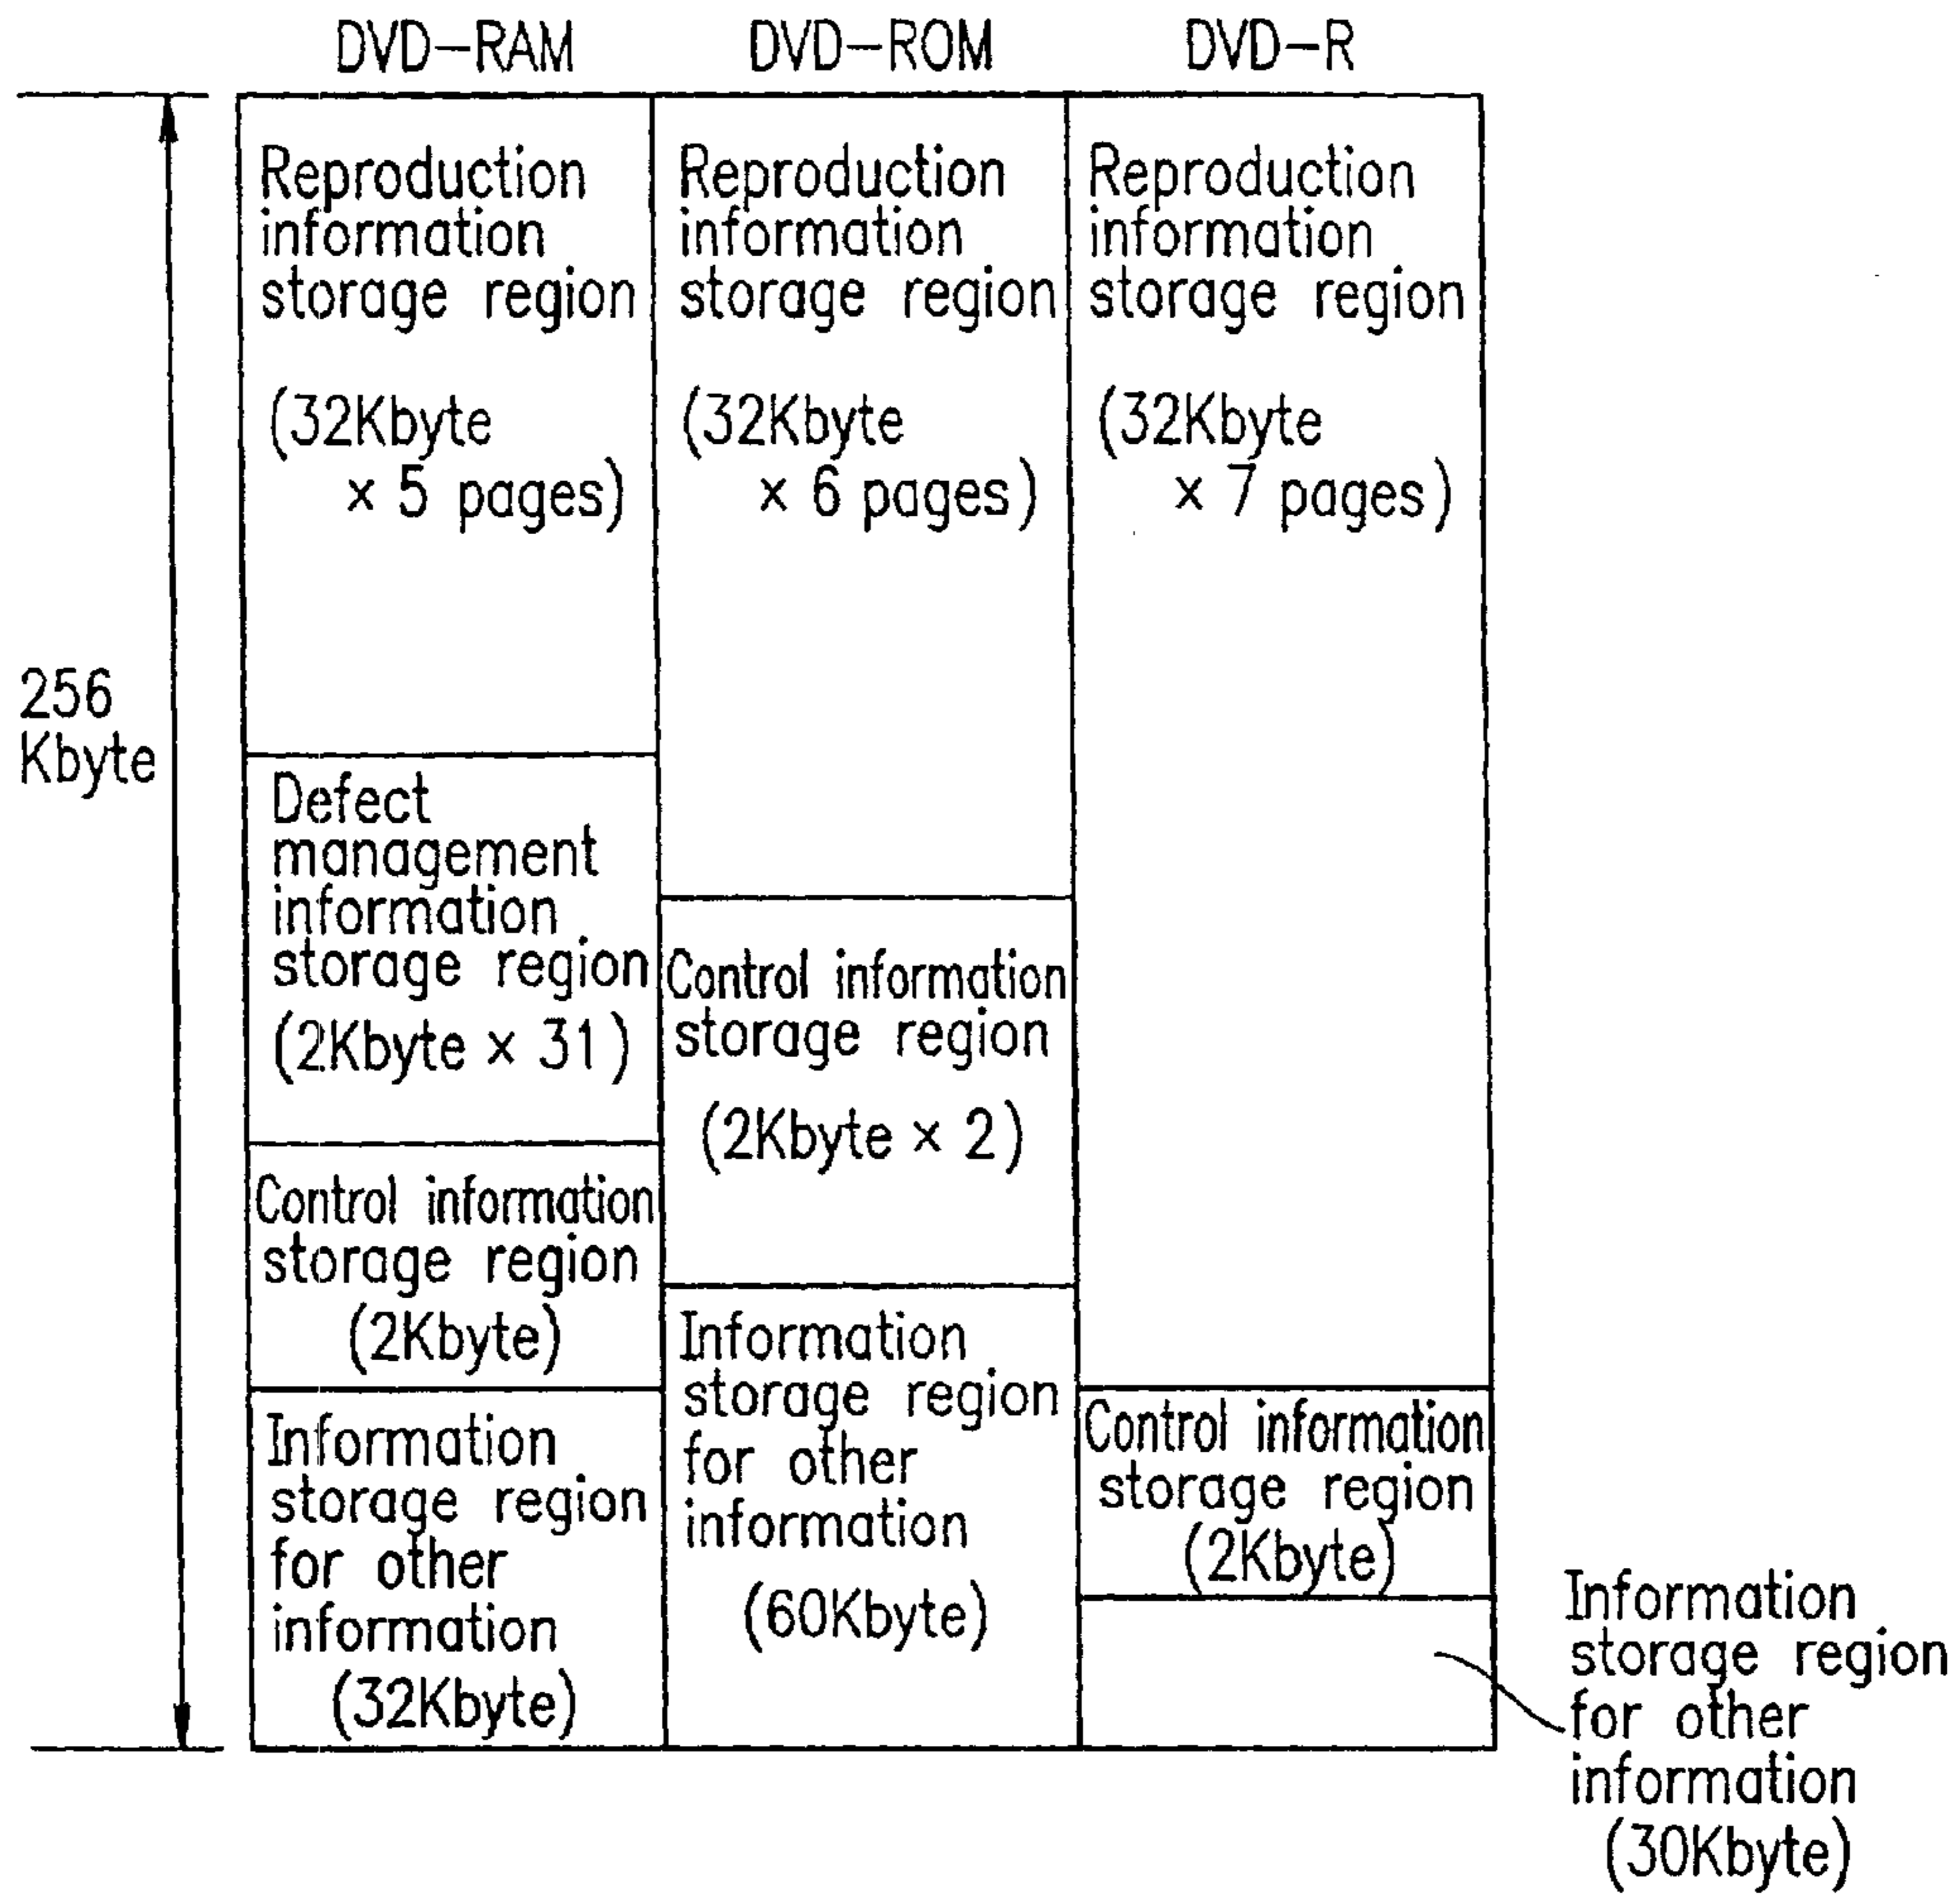 DVD-RAM
DVD-ROM
DVD-R
256
Kbyte
Reproduction
information
storage region
(32Kbyte
× 5 pages)
Defect
management
information
storage region
(2Kbyte × 31)
Control information
storage region
(2Kbyte)
Information
storage region
for other
information
(32Kbyte)
Reproduction
information
storage region
(32Kbyte
× 6 pages)
Control information
storage region
(2Kbyte × 2)
Information
storage region
for other
information
(60Kbyte)
Reproduction
information
storage region
(32Kbyte
× 7 pages)
Control information
storage region
(2Kbyte)
Information
storage region
for other
information
(30Kbyte)